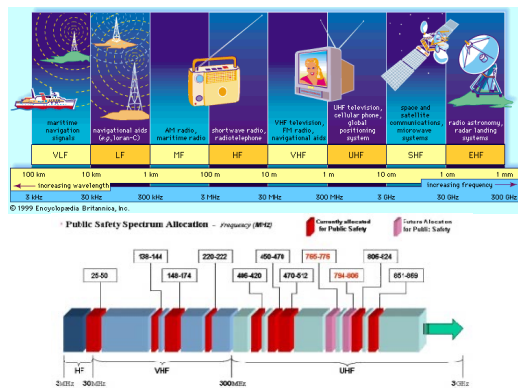 maritime
navigation
signals
navigational aids
(e.g., loran-C)
AM radio,
maritime radio
shortwave radio,
radiotelephone
VHF television,
FM radio,
navigational aids
UHF television,
cellular phone,
global
positioning
system
space and
satellite
communications,
microwave
systems
radio astronomy,
radar landing
systems
VLF LF MF HF VHF UHF SHF EHF
100 km 10 km 1 km 100 m 10 m 1 m 10 cm 1 cm 1 mm
increasing wavelength increasing frequency
3 kHz 30 kHz 300 kHz 3 MHz 30 MHz 300 MHz 3 GHz 30 GHz 300 GHz
© 1999 Encyclopædia Britannica, Inc.
Public Safety Spectrum Allocation - Frequency (MHz)
Currently allocated
for Public Safety
Future Allocation
for Public Safety
138-144 220-222 450-470 766-776 806-824
25-50 148-174 406-420 470-512 794-806 851-869
HF VHF UHF
3MHz 30MHz 300MHz 3GHz